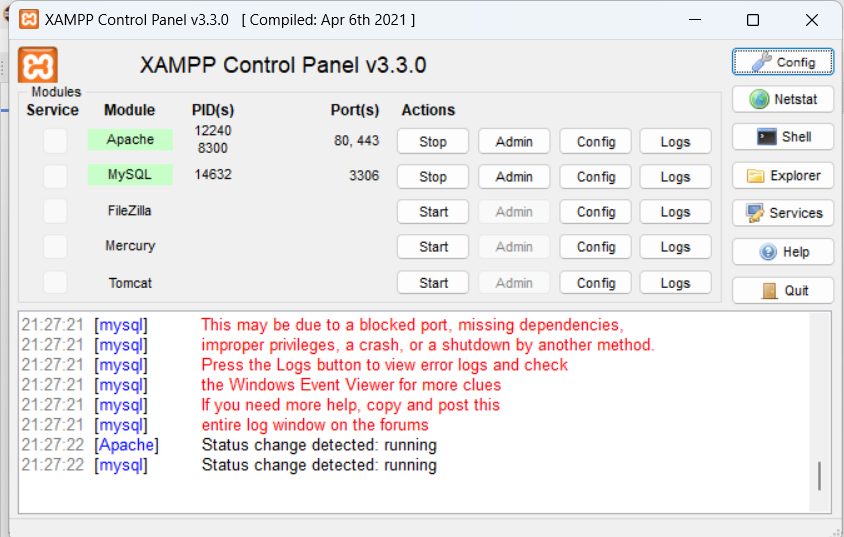 XAMPP Control Panel v3.3.0 [ Compiled: Apr 6th 2021 ]
XAMPP Control Panel v3.3.0
Config
Modules
Service Module PID(s) Port(s) Actions
Netstat
Apache 12240 8300 80, 443 Stop Admin Config Logs
Shell
MySQL 14632 3306 Stop Admin Config Logs
Explorer
FileZilla Start Admin Config Logs
Services
Mercury Start Admin Config Logs
Help
Tomcat Start Admin Config Logs
Quit
21:27:21 [mysql] This may be due to a blocked port, missing dependencies,
21:27:21 [mysql] improper privileges, a crash, or a shutdown by another method.
21:27:21 [mysql] Press the Logs button to view error logs and check
21:27:21 [mysql] the Windows Event Viewer for more clues
21:27:21 [mysql] If you need more help, copy and post this
21:27:21 [mysql] entire log window on the forums
21:27:22 [Apache] Status change detected: running
21:27:22 [mysql] Status change detected: running